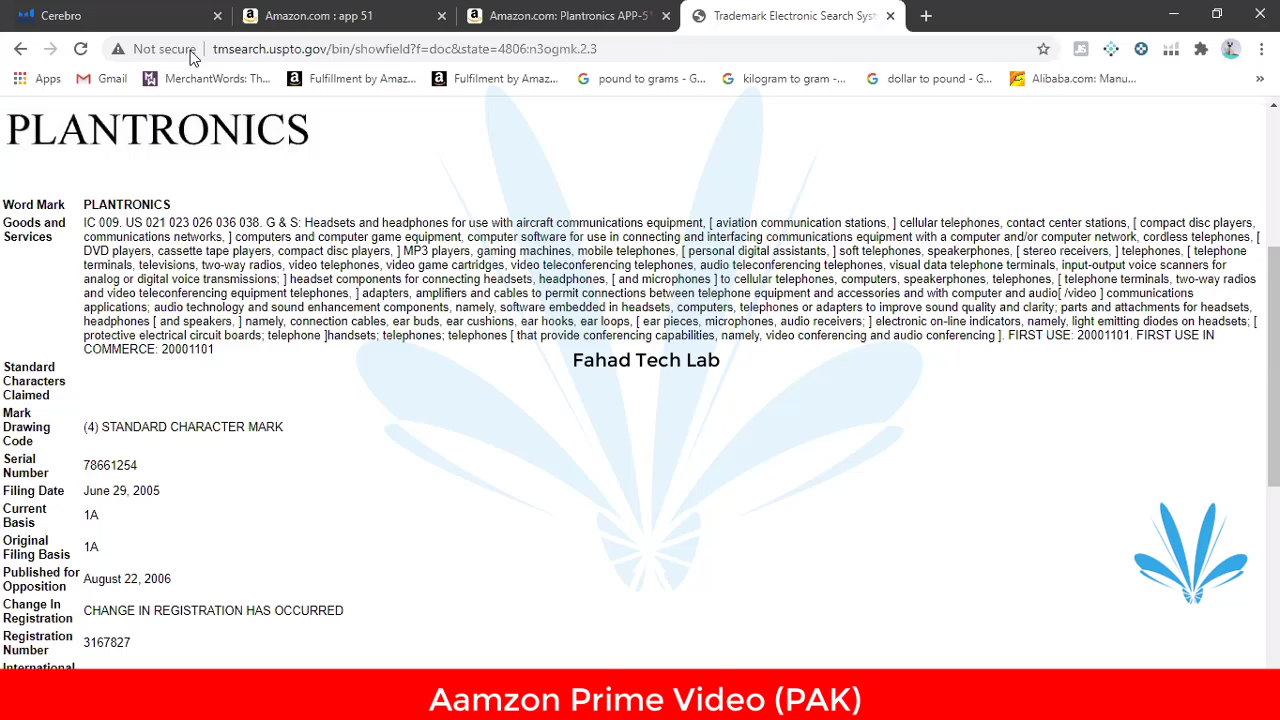 Cerebro
Amazon.com : app 51
Amazon.com: Plantronics APP-5
Trademark Electronic Search Syst
Not secure
tmsearch.uspto.gov/bin/showfield?f=doc&state=4806:n3ogmk.2.3
Apps
Gmail
MerchantWords: Th...
Fulfillment by Amaz...
Fulfilment by Amaz...
pound to grams - G...
kilogram to gram -...
dollar to pound - G...
Alibaba.com: Manu...
»
PLANTRONICS
Word Mark PLANTRONICS
Goods and Services IC 009. US 021 023 026 036 038. G & S: Headsets and headphones for use with aircraft communications equipment, [ aviation communication stations, ] cellular telephones, contact center stations, [ compact disc players,
communications networks, ] computers and computer game equipment, computer software for use in connecting and interfacing communications equipment with a computer and/or computer network, cordless telephones, [
DVD players, cassette tape players, compact disc players, ] MP3 players, gaming machines, mobile telephones, [ personal digital assistants, ] soft telephones, speakerphones, [ stereo receivers, ] telephones, [ telephone
terminals, televisions, two-way radios, video telephones, video game cartridges, video teleconferencing telephones, audio teleconferencing telephones, visual data telephone terminals, input-output voice scanners for
analog or digital voice transmissions; ] headset components for connecting headsets, headphones, [ and microphones ] to cellular telephones, computers, speakerphones, telephones, [ telephone terminals, two-way radios
and video teleconferencing equipment telephones, ] adapters, amplifiers and cables to permit connections between telephone equipment and accessories and with computer and audio[ /video ] communications
applications; audio technology and sound enhancement components, namely, software embedded in headsets, computers, telephones or adapters to improve sound quality and clarity; parts and attachments for headsets,
headphones [ and speakers, ] namely, connection cables, ear buds, ear cushions, ear hooks, ear loops, [ ear pieces, microphones, audio receivers; ] electronic on-line indicators, namely, light emitting diodes on headsets; [
protective electrical circuit boards; telephone ]handsets; telephones; telephones [ that provide conferencing capabilities, namely, video conferencing and audio conferencing ]. FIRST USE: 20001101. FIRST USE IN
COMMERCE: 20001101
Fahad Tech Lab
Standard
Characters
Claimed
Mark
Drawing
Code
(4) STANDARD CHARACTER MARK
Serial
Number
78661254
Filing Date June 29, 2005
Current
Basis
1A
Original
Filing Basis
1A
Published for
Opposition
August 22, 2006
Change In
Registration
CHANGE IN REGISTRATION HAS OCCURRED
Registration
Number
3167827
International
Aamzon Prime Video (PAK)